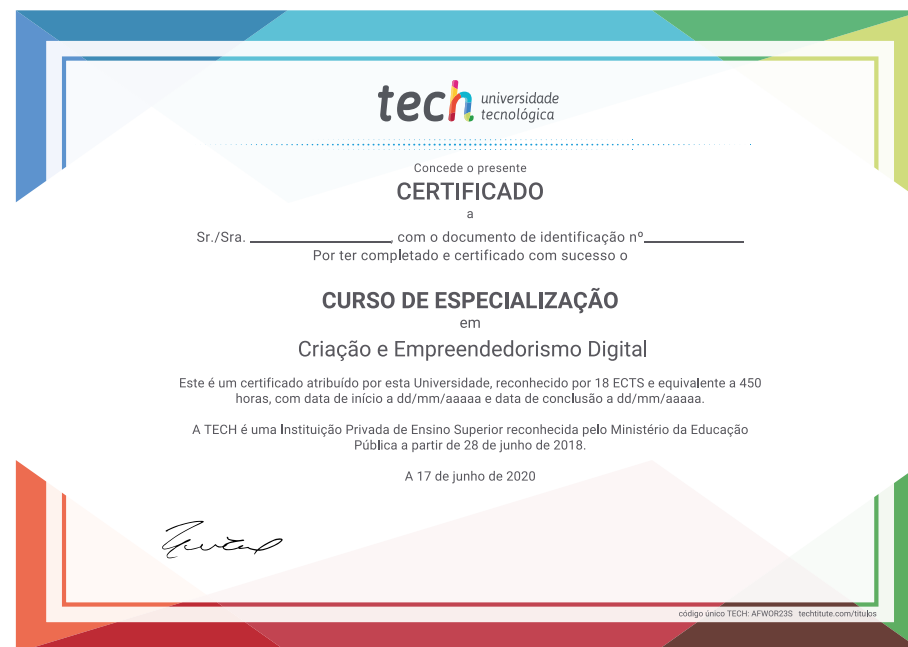 tech universidade
tecnológica
Concede o presente
CERTIFICADO
a
Sr./Sra. ________________, com o documento de identificação nº____________
Por ter completado e certificado com sucesso o
CURSO DE ESPECIALIZAÇÃO
em
Criação e Empreendedorismo Digital
Este é um certificado atribuído por esta Universidade, reconhecido por 18 ECTS e equivalente a 450
horas, com data de início a dd/mm/aaaaa e data de conclusão a dd/mm/aaaaa.
A TECH é uma Instituição Privada de Ensino Superior reconhecida pelo Ministério da Educação
Pública a partir de 28 de junho de 2018.
A 17 de junho de 2020
código único TECH: AFWOR23S techtitute.com/titulos